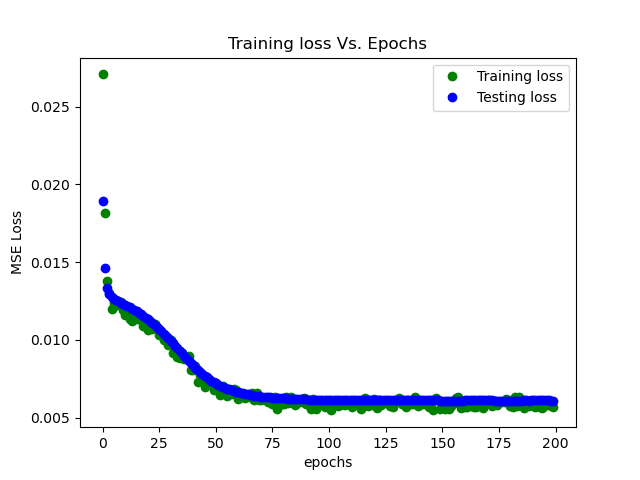 Training loss Vs. Epochs
Training loss
Testing loss
MSE Loss
0.025
0.020
0.015
0.010
0.005
0 25 50 75 100 125 150 175 200
epochs